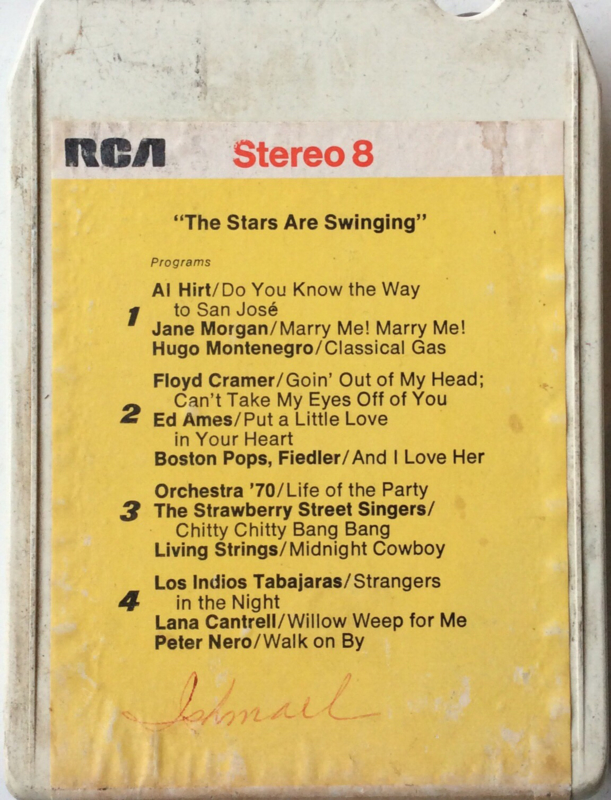 RCA Stereo 8
"The Stars Are Swinging"
Programs
1
Al Hirt/Do You Know the Way
to San José
Jane Morgan/Marry Me! Marry Me!
Hugo Montenegro/Classical Gas
2
Floyd Cramer/Goin' Out of My Head;
Can't Take My Eyes Off of You
Ed Ames/Put a Little Love
in Your Heart
Boston Pops, Fiedler/And I Love Her
3
Orchestra '70/Life of the Party
The Strawberry Street Singers/
Chitty Chitty Bang Bang
Living Strings/Midnight Cowboy
4
Los Indios Tabajaras/Strangers
in the Night
Lana Cantrell/Willow Weep for Me
Peter Nero/Walk on By
Ishmael